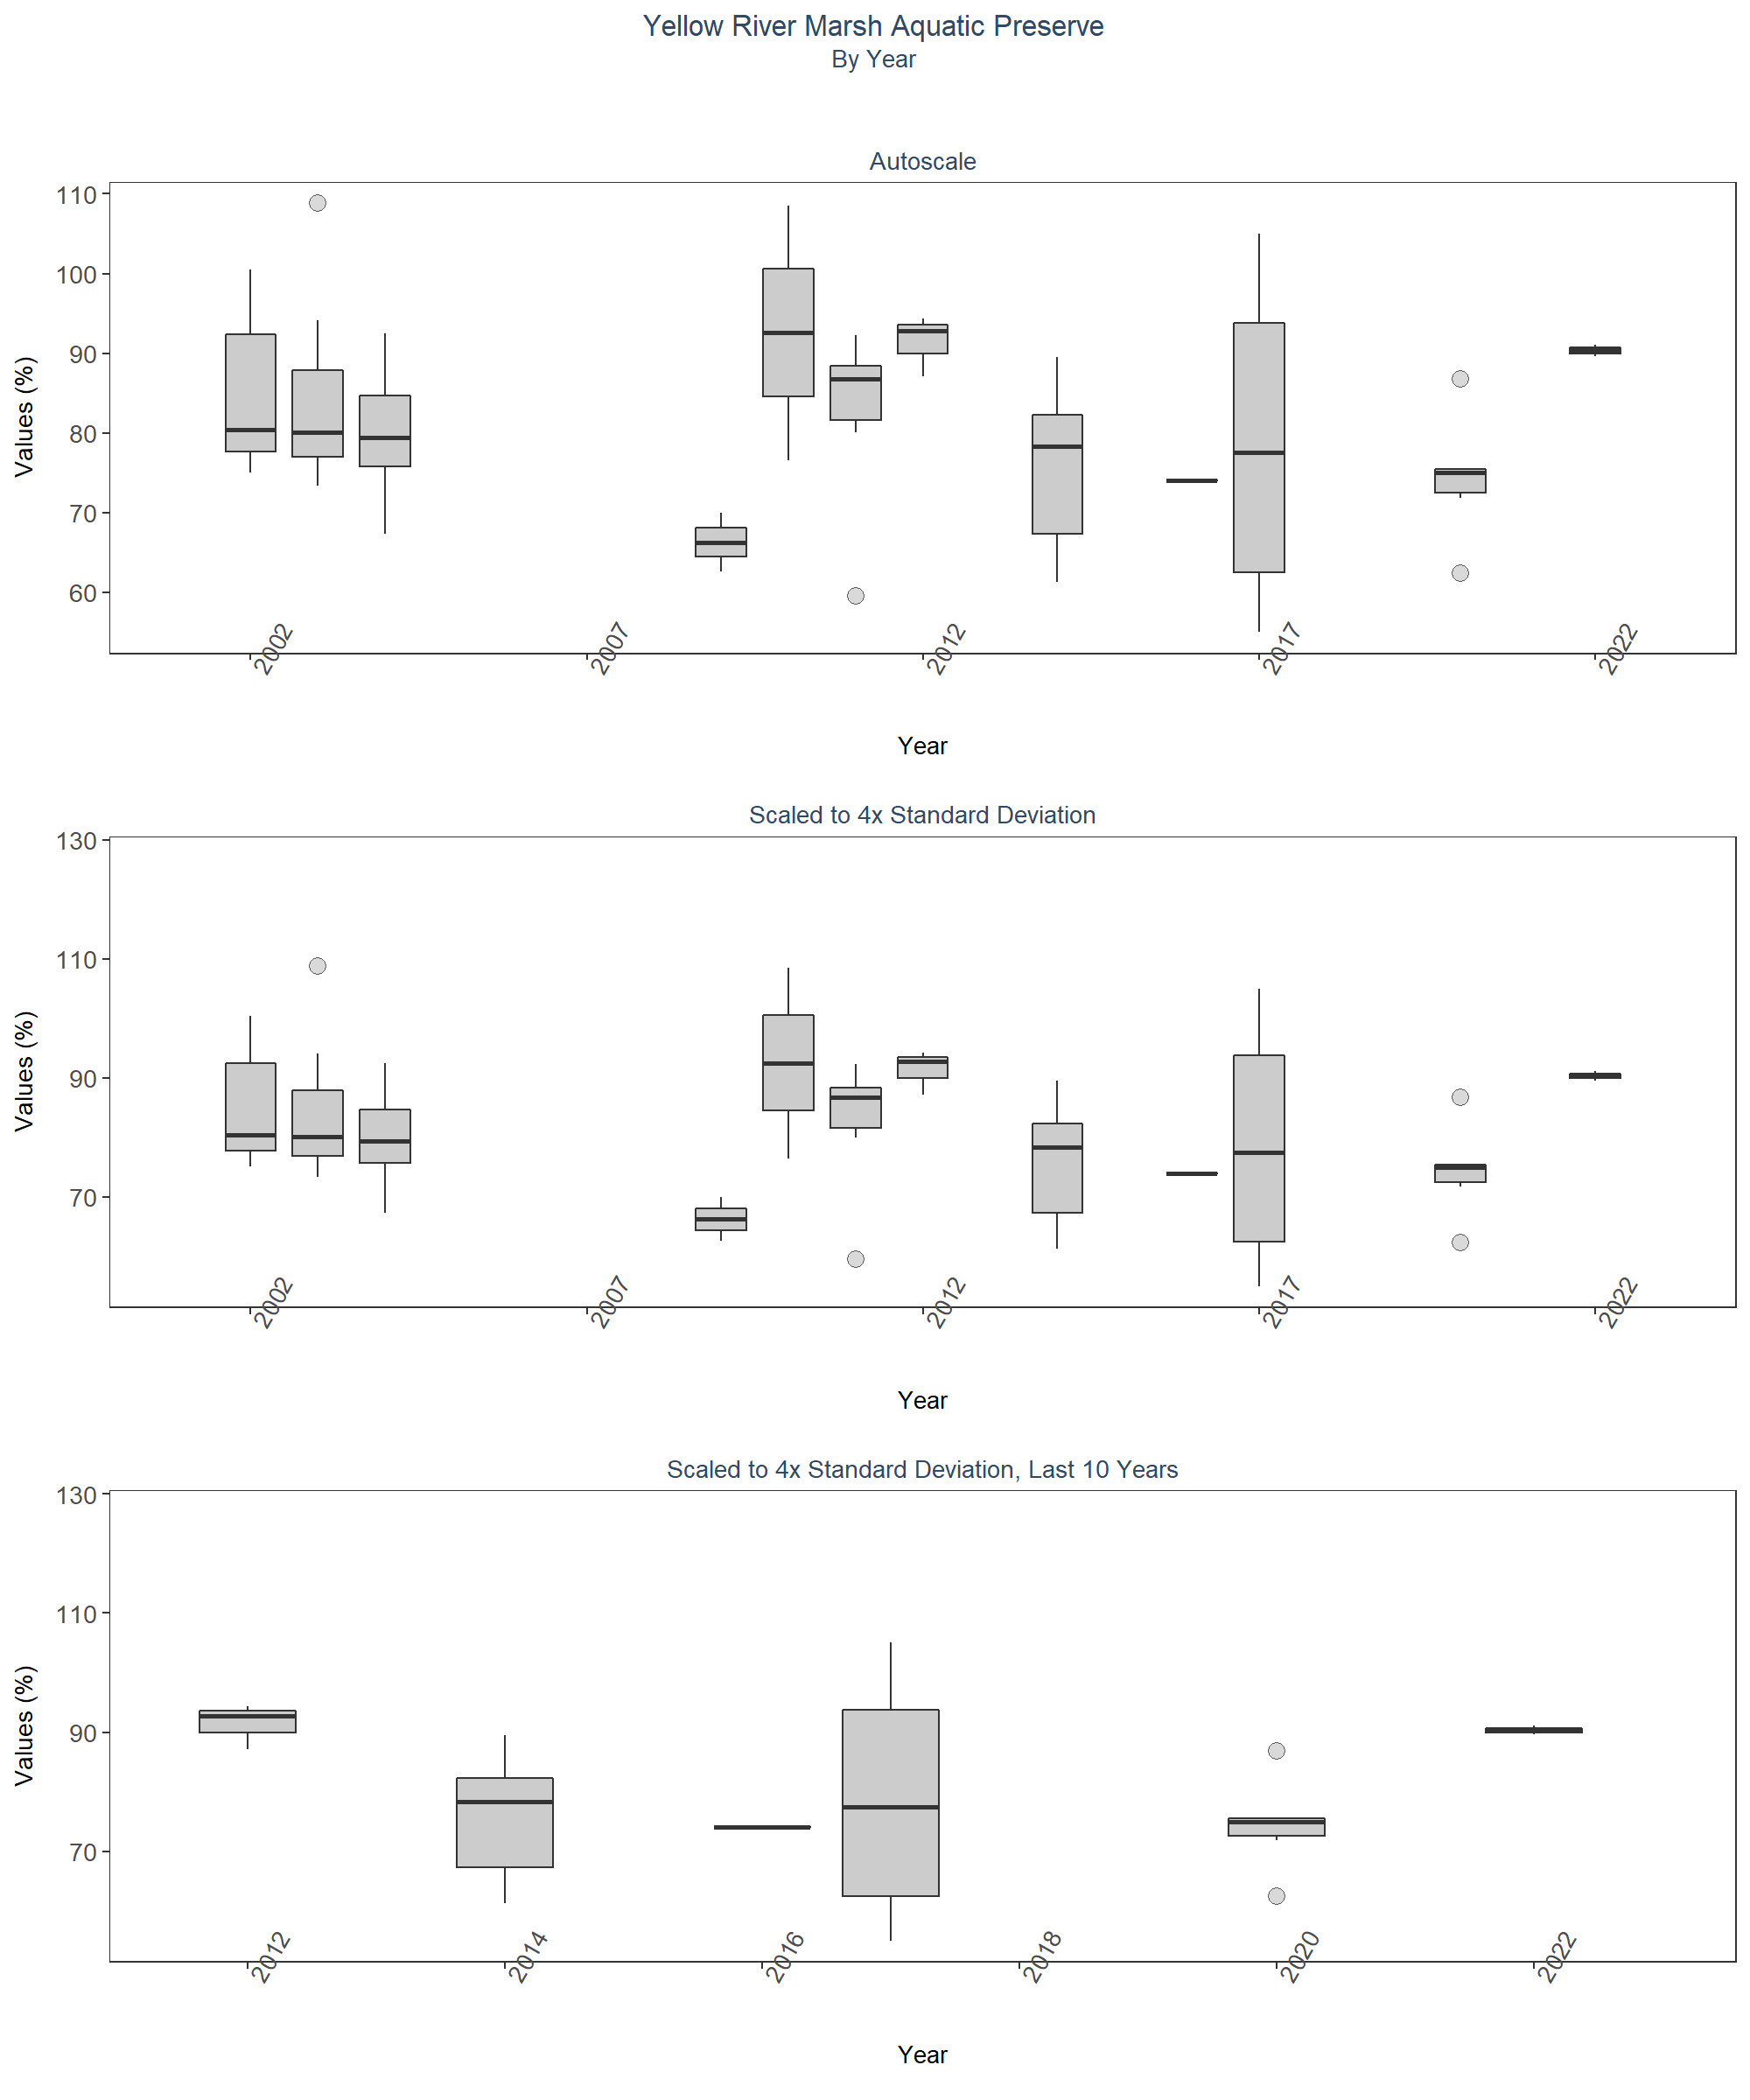 Yellow River Marsh Aquatic Preserve
By Year
Autoscale
110
100
90
80
70
60
Values (%)
2002
2007
2012
2017
2022
Year
Scaled to 4x Standard Deviation
130
110
90
70
Values (%)
2002
2007
2012
2017
2022
Year
Scaled to 4x Standard Deviation, Last 10 Years
130
110
90
70
Values (%)
2012
2014
2016
2018
2020
2022
Year